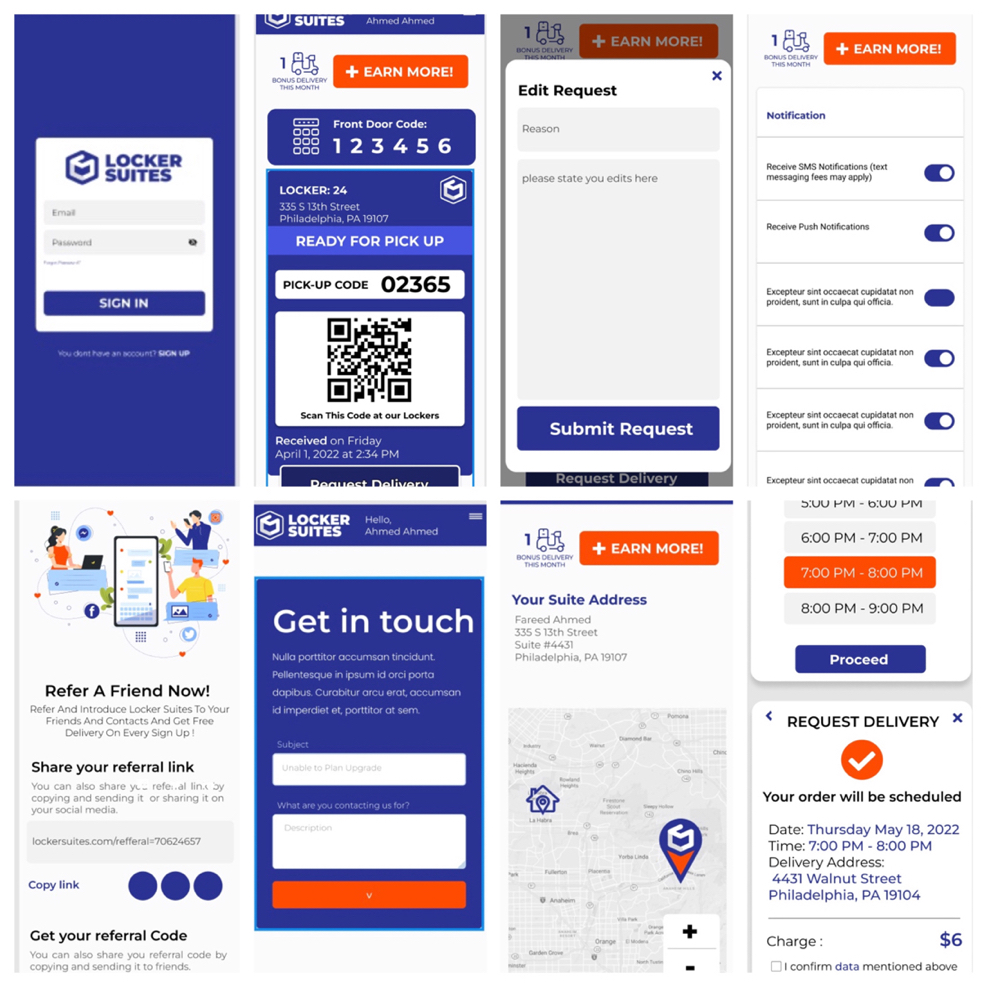 LOCKER
SUITES
Email
Password
SIGN IN
You dont have an account? SIGN UP
SUITES
Ahmed Ahmed
1
BONUS DELIVERY
THIS MONTH
+ EARN MORE!
Front Door Code:
1 2 3 4 5 6
LOCKER: 24
335 S 13th Street
Philadelphia, PA 19107
READY FOR PICK UP
PICK-UP CODE 02365
Scan This Code at our Lockers
Received on Friday
April 1, 2022 at 2:34 PM
Request Delivery
1
BONUS DELIVERY
THIS MONTH
+ EARN MORE!
Edit Request
Reason
please state you edits here
Submit Request
Request Delivery
1
BONUS DELIVERY
THIS MONTH
+ EARN MORE!
Notification
Receive SMS Notifications (text
messaging fees may apply)
Receive Push Notifications
Excepteur sint occaecat cupidatat non
proident, sunt in culpa qui officia.
Excepteur sint occaecat cupidatat non
proident, sunt in culpa qui officia.
Excepteur sint occaecat cupidatat non
proident, sunt in culpa qui officia.
Excepteur sint occaecat cupidatat non
Refer A Friend Now!
Refer And Introduce Locker Suites To Your
Friends And Contacts And Get Free
Delivery On Every Sign Up !
Share your referral link
You can also share your referral link by
copying and sending it or sharing it on
your social media.
lockersuites.com/refferal=70624657
Copy link
Get your referral Code
You can also share you referral code by
copying and sending it to friends.
LOCKER
SUITES
Hello,
Ahmed Ahmed
Get in touch
Nulla porttitor accumsan tincidunt.
Pellentesque in ipsum id orci porta
dapibus. Curabitur arcu erat, accumsan
id imperdiet et, porttitor at sem.
Subject
Unable to Plan Upgrade
What are you contacting us for?
Description
v
1
BONUS DELIVERY
THIS MONTH
+ EARN MORE!
Your Suite Address
Fareed Ahmed
335 S 13th Street
Suite #4431
Philadelphia, PA 19107
Pomona
Diamond Bar
Industry
Walnut
Chino
Hacienda
Heights
Rowland
Heights
Chino Hills
La Habra
Brea
Yorba Linda
Fullerton
Placentia
Anaheim
Villa Park
Orange
El Modena
Garden Grove
+
-
5:00 PM - 6:00 PM
6:00 PM - 7:00 PM
7:00 PM - 8:00 PM
8:00 PM - 9:00 PM
Proceed
REQUEST DELIVERY
Your order will be scheduled
Date: Thursday May 18, 2022
Time: 7:00 PM - 8:00 PM
Delivery Address:
4431 Walnut Street
Philadelphia, PA 19104
Charge : $6
I confirm data mentioned above